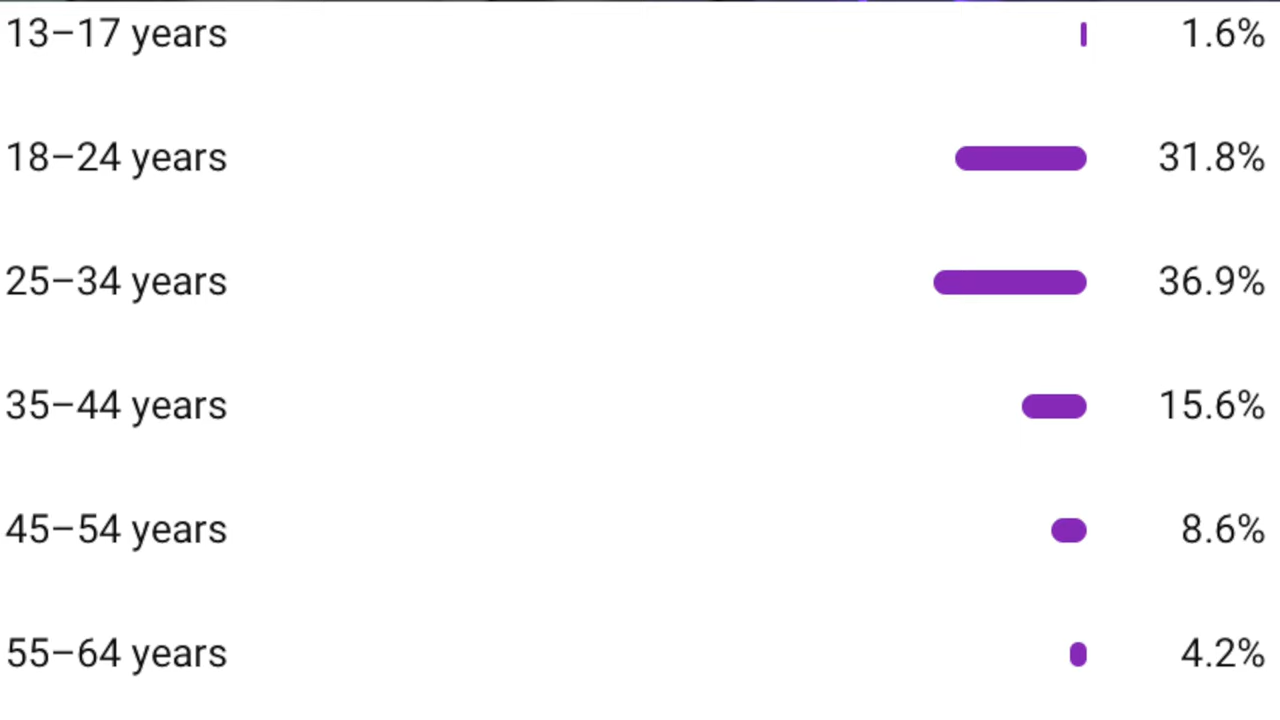 13–17 years 1.6%
18–24 years 31.8%
25–34 years 36.9%
35–44 years 15.6%
45–54 years 8.6%
55–64 years 4.2%